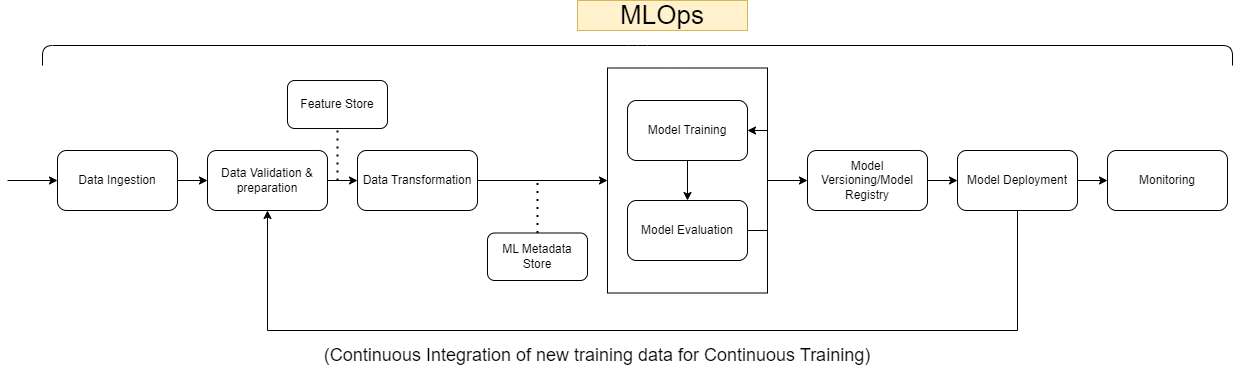 MLOps
Feature Store
Model Training
Data Ingestion
Data Validation &
preparation
Data Transformation
Model
Versioning/Model
Registry
Model Deployment
Monitoring
Model Evaluation
ML Metadata
Store
(Continuous Integration of new training data for Continuous Training)